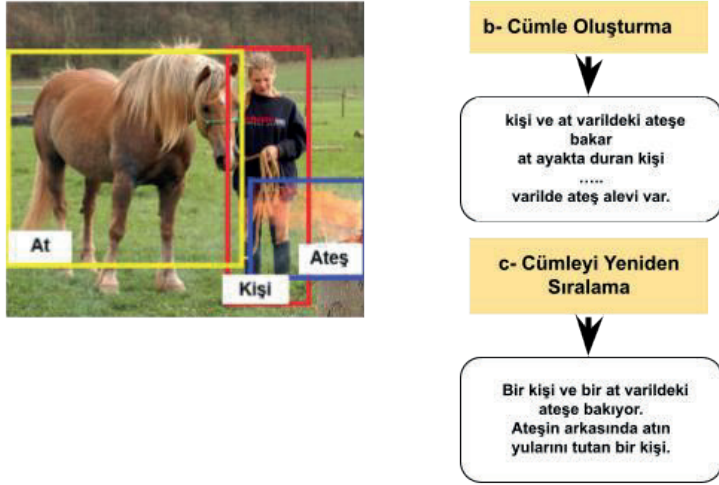 At
Kişi
Ateş
b- Cümle Oluşturma
kişi ve at varildeki ateşe
bakar
at ayakta duran kişi
.....
varilde ateş alevi var.
c- Cümleyi Yeniden
Sıralama
Bir kişi ve bir at varildeki
ateşe bakıyor.
Ateşin arkasında atın
yularını tutan bir kişi.